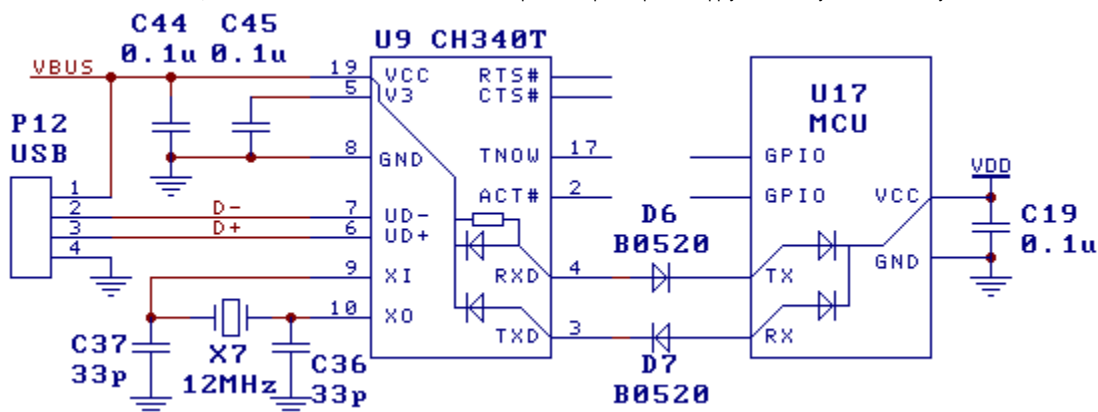 C44 C45
0.1u 0.1u
U9 CH340T
VBUS
19 VCC RTS#
5 V3 CTS#
U17
MCU
P12
USB
8 GND TNOW 17 GPIO
VDD
1 ACT# 2 GPIO VCC
2 D- 7 UD- D6 C19
3 D+ 6 UD+ B0520 0.1u
4 GND
9 XI RXD 4 TX
10 XO TXD 3 RX
C37 X7 C36 D7
33p 12MHz 33p B0520